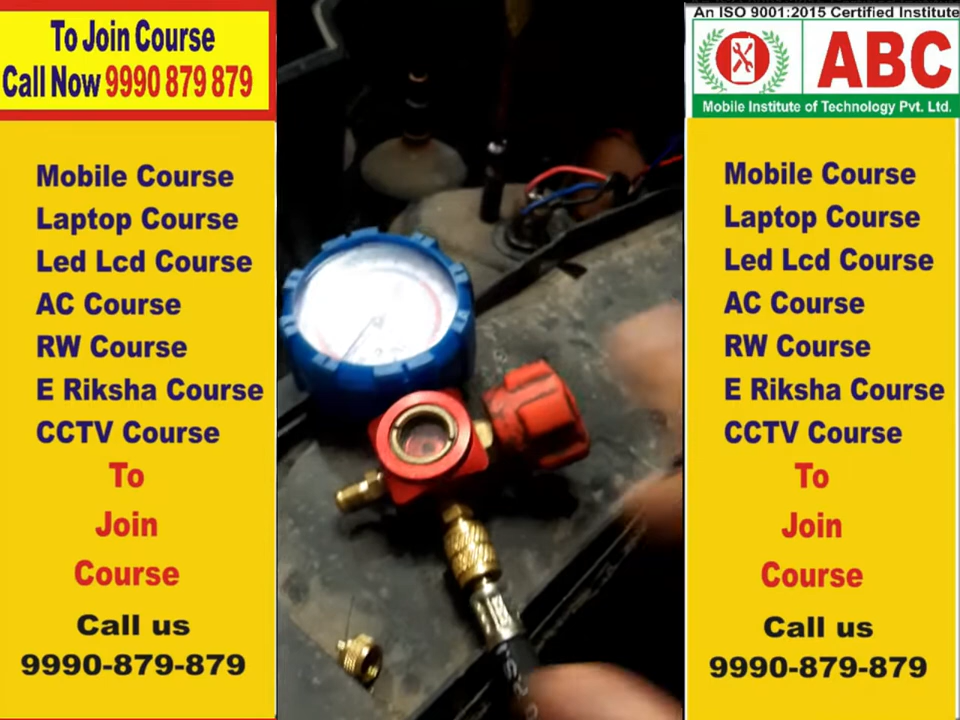 To Join Course
Call Now 9990 879 879
Mobile Course
Laptop Course
Led Lcd Course
AC Course
RW Course
E Riksha Course
CCTV Course
To
Join
Course
Call us
9990-879-879
An ISO 9001:2015 Certified Institute
ABC
Mobile Institute of Technology Pvt. Ltd.
Mobile Course
Laptop Course
Led Lcd Course
AC Course
RW Course
E Riksha Course
CCTV Course
To
Join
Course
Call us
9990-879-879